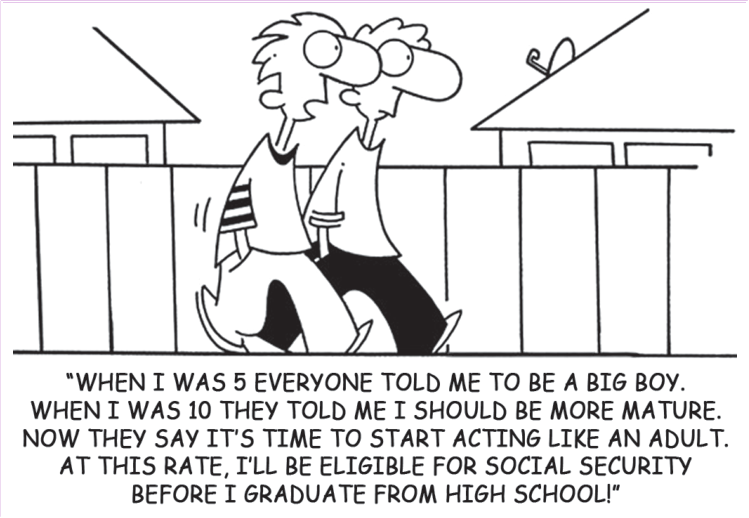 "WHEN I WAS 5 EVERYONE TOLD ME TO BE A BIG BOY.
WHEN I WAS 10 THEY TOLD ME I SHOULD BE MORE MATURE.
NOW THEY SAY IT'S TIME TO START ACTING LIKE AN ADULT.
AT THIS RATE, I'LL BE ELIGIBLE FOR SOCIAL SECURITY
BEFORE I GRADUATE FROM HIGH SCHOOL!"